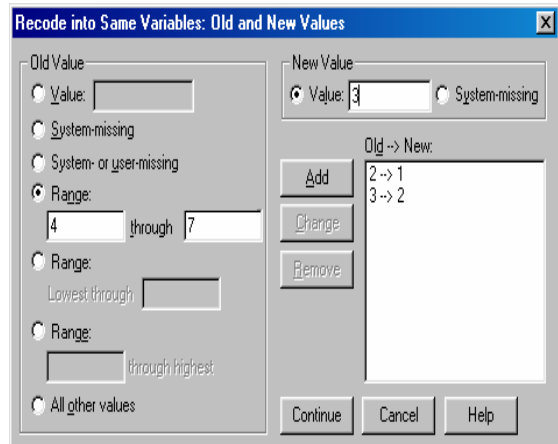 Recode into Same Variables: Old and New Values
Old Value
Value:
System-missing
System- or user-missing
Range:
4 through 7
Range:
Lowest through
Range:
through highest
All other values
New Value
Value: 3 System-missing
Old --> New:
Add
Change
Remove
2 --> 1
3 --> 2
Continue Cancel Help